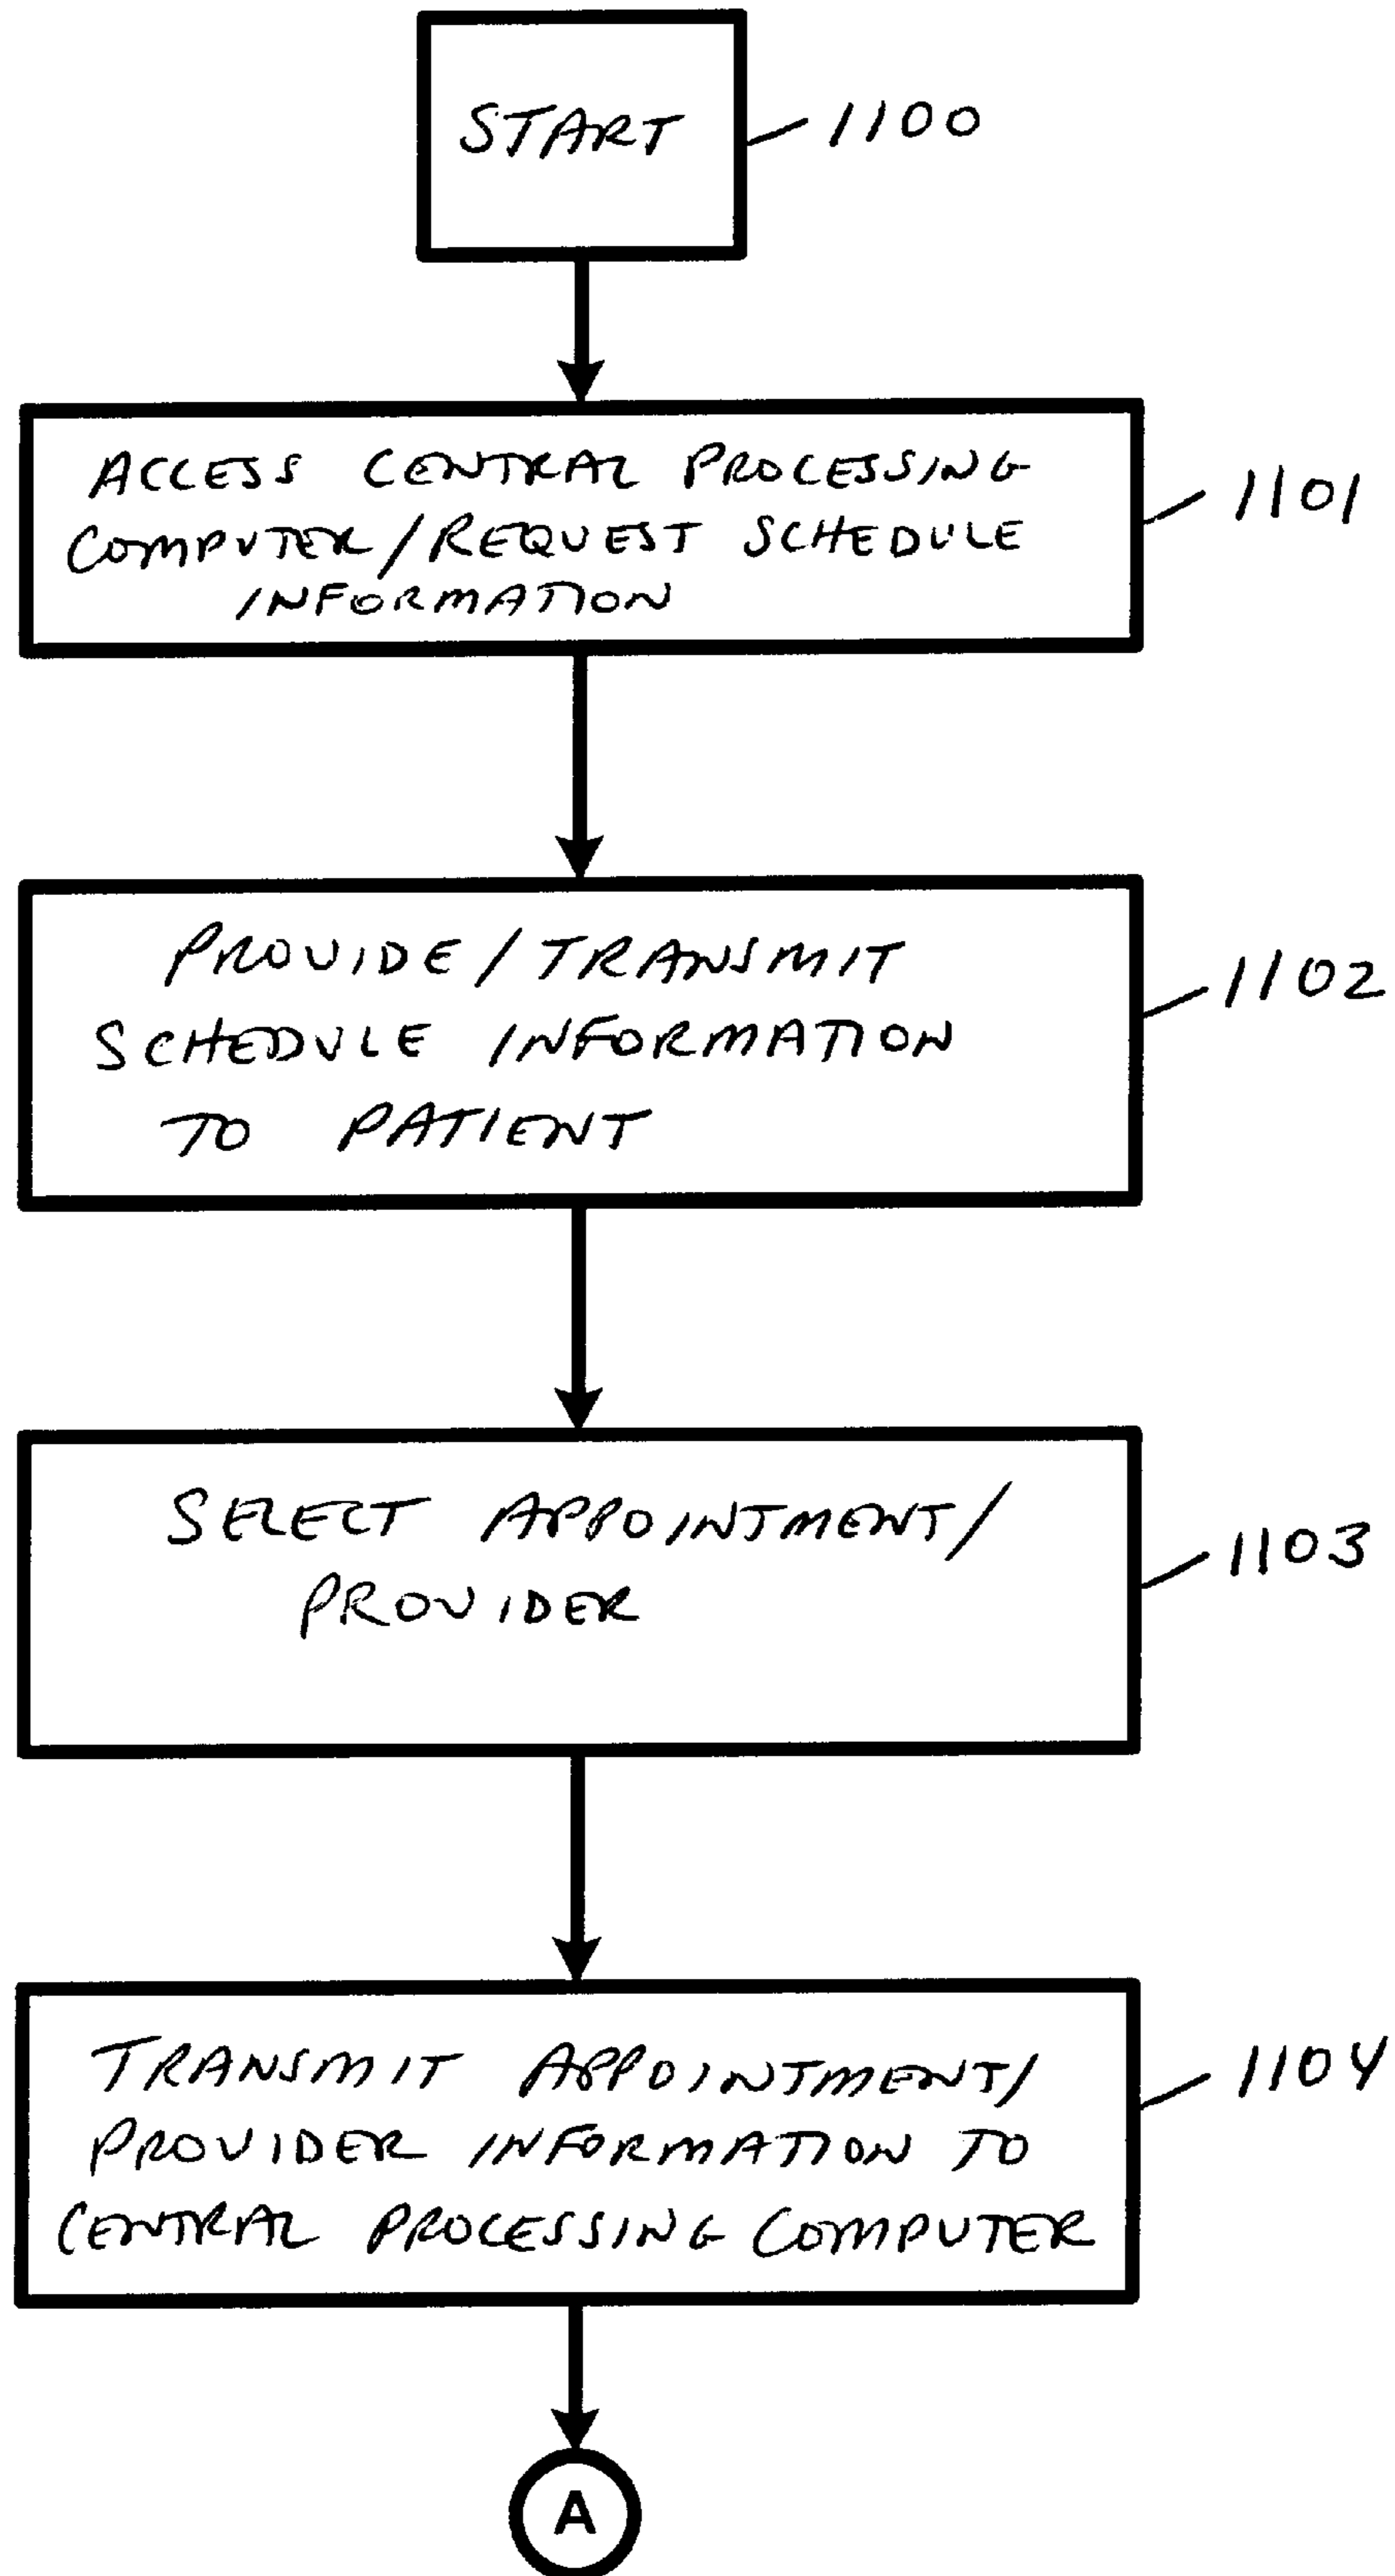 START
1100
ACCESS CENTRAL PROCESSING
COMPUTER/REQUEST SCHEDULE
INFORMATION
1101
PROVIDE/TRANSMIT
SCHEDULE INFORMATION
TO PATIENT
1102
SELECT APPOINTMENT/
PROVIDER
1103
TRANSMIT APPOINTMENT/
PROVIDER INFORMATION TO
CENTRAL PROCESSING COMPUTER
1104
A